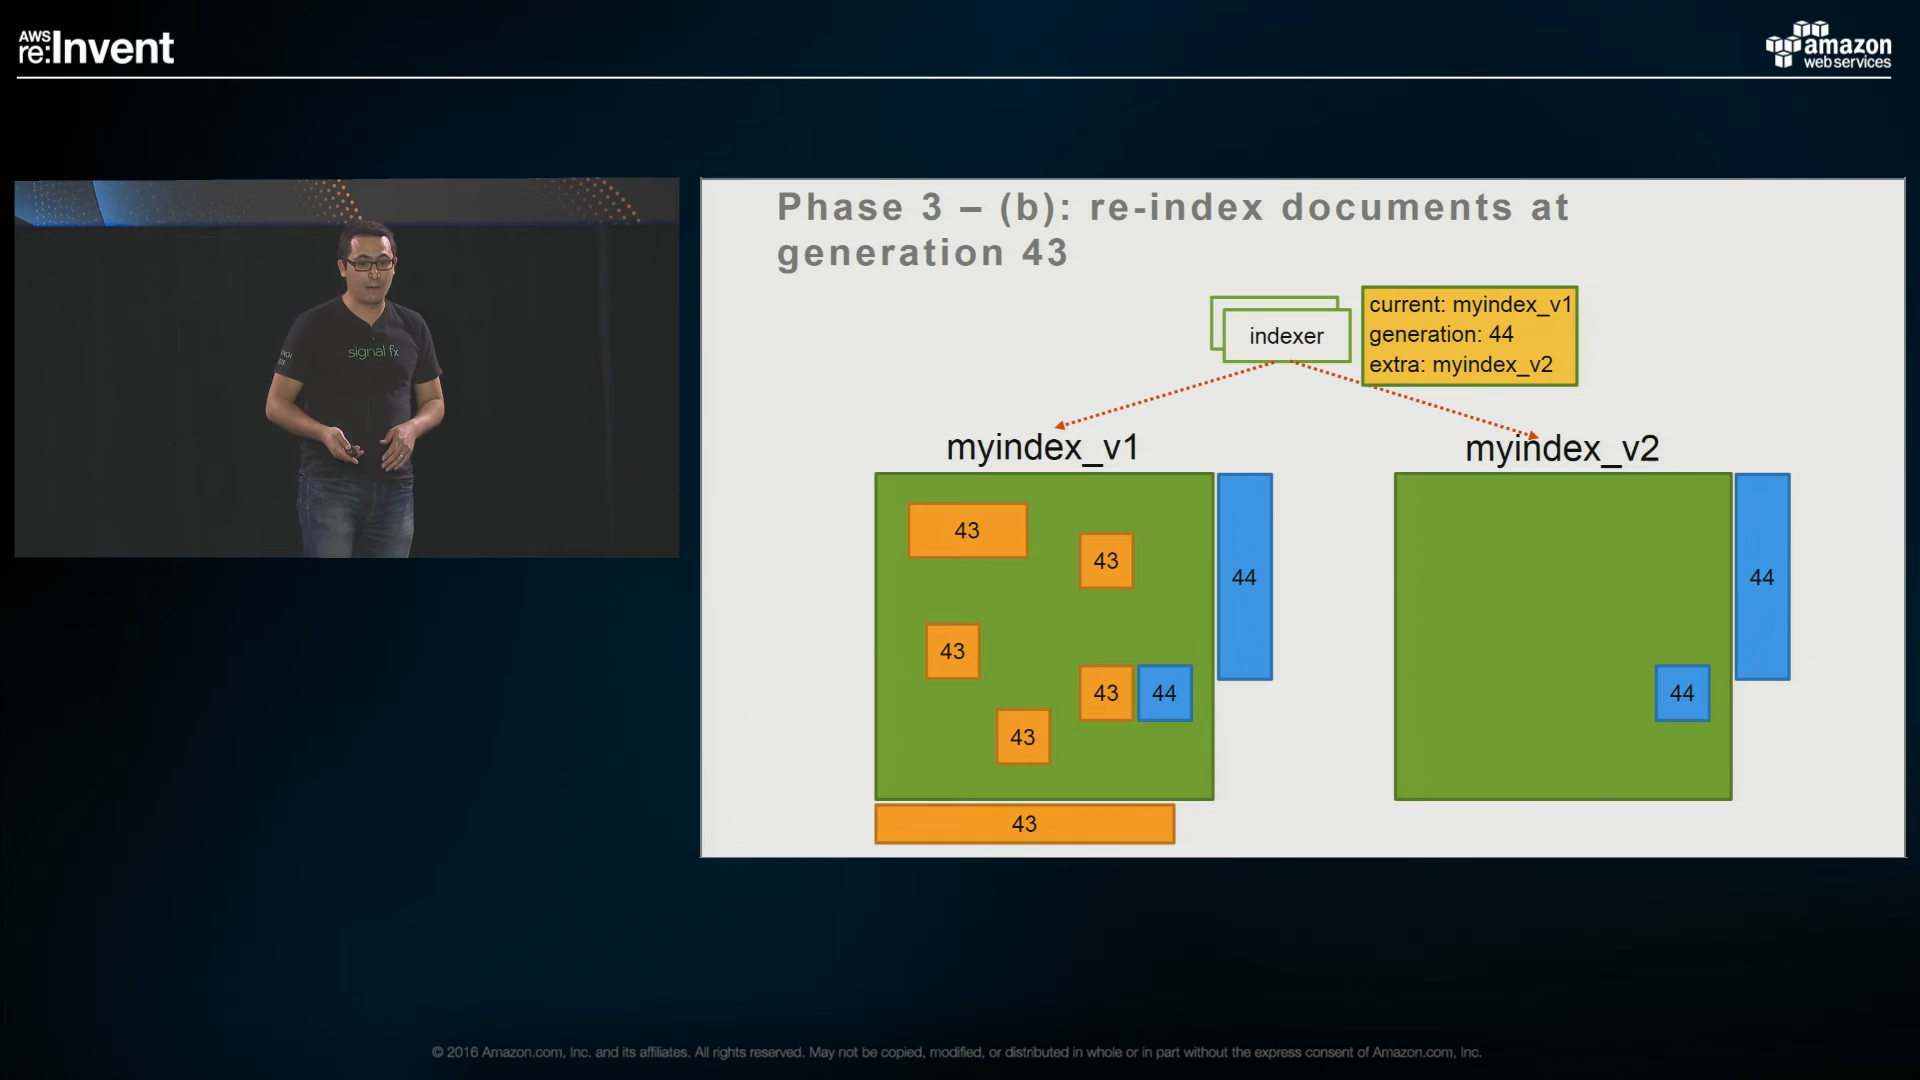 AWS
re:Invent
amazon
web services
signal fx
Phase 3 – (b): re-index documents at
generation 43
indexer
current: myindex_v1
generation: 44
extra: myindex_v2
myindex_v1
myindex_v2
43
43
44
44
43
43
44
44
43
43
© 2016 Amazon.com, Inc. and its affiliates. All rights reserved. May not be copied, modified, or distributed in whole or in part without the express consent of Amazon.com, Inc.